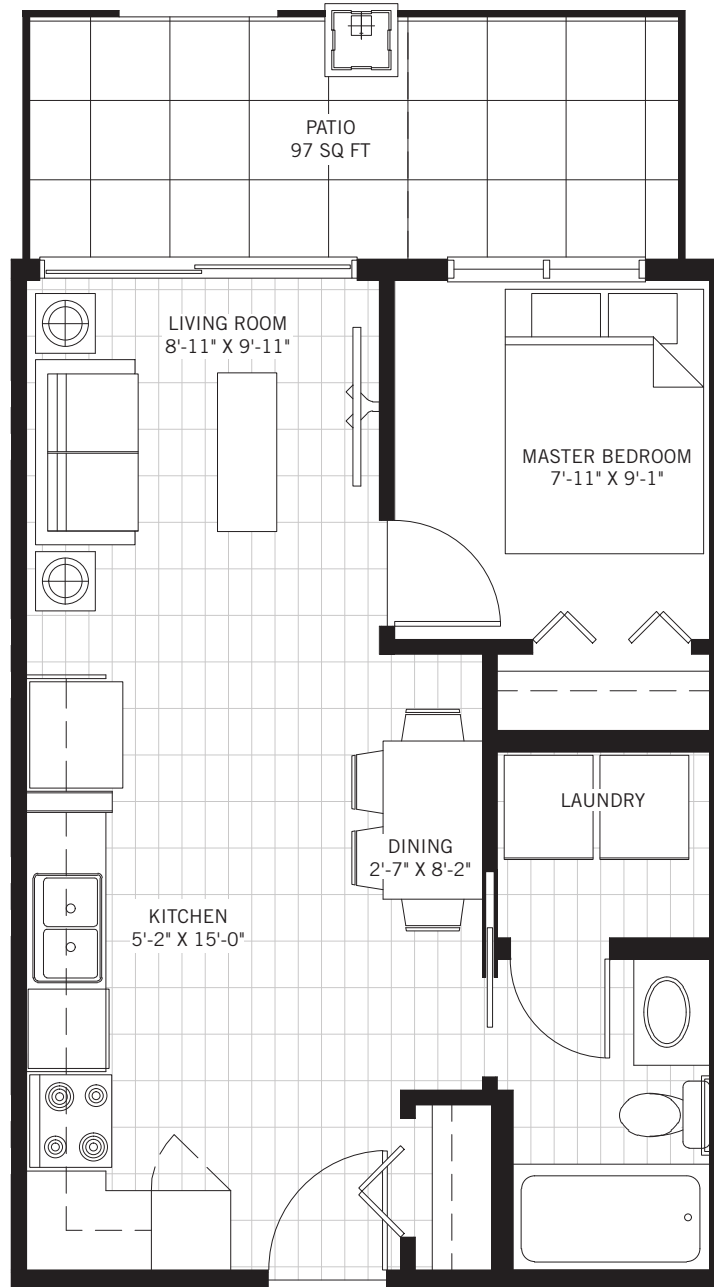 PATIO
97 SQ FT
LIVING ROOM
8'-11" X 9'-11"
MASTER BEDROOM
7'-11" X 9'-1"
LAUNDRY
DINING
2'-7" X 8'-2"
KITCHEN
5'-2" X 15'-0"